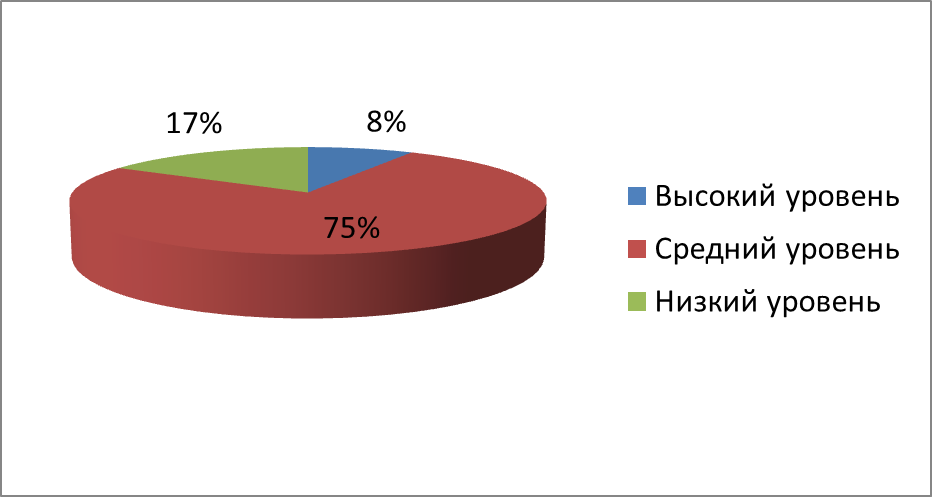 17%
8%
75%
Высокий уровень
Средний уровень
Низкий уровень